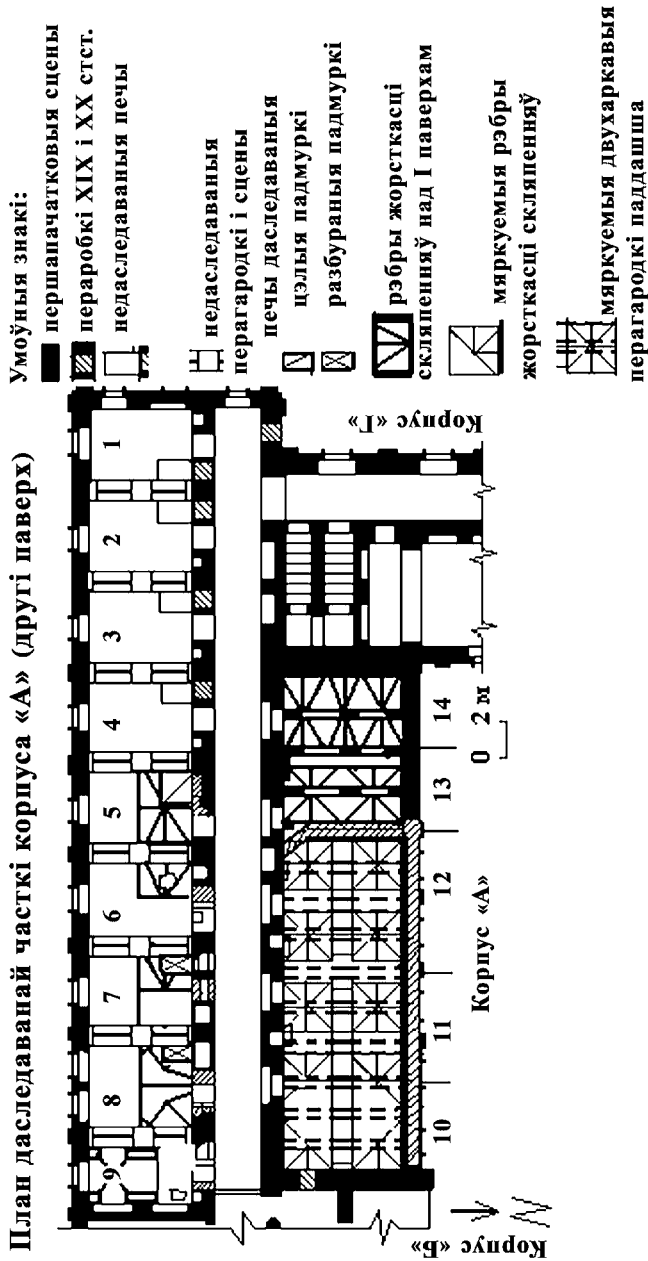 План даследаванай часткі корпуса «А» (другі паверх)
1
2
3
4
5
6
7
8
9
10
11
12
13
14
0 2 м
Корпус «А»
Корпус «Г»
Корпус «Б»
Умоўныя знакі:
першапачатковыя сцены
пераробкі XIX і XX стст.
недаследаваныя печы
недаследаваныя
перагародкі і сцены
печы даследаваныя
цэлыя падмуркі
разбураныя падмуркі
рэбры жорсткасці
скляпенняў над I паверхам
мяркуемыя рэбры
жорсткасці скляпенняў
мяркуемыя двухаркавыя
перагародкі паддашша